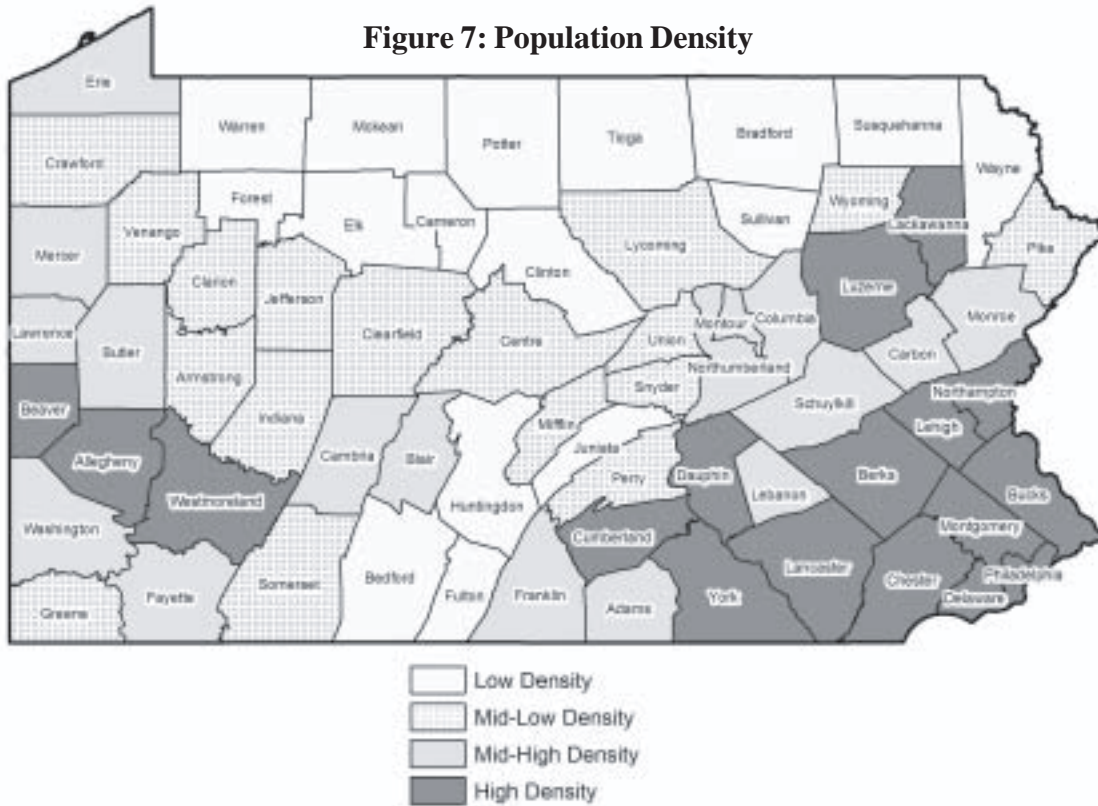 Figure 7: Population Density
Erie
Warren
Mckean
Potter
Tioga
Bradford
Susquehanna
Wayne
Crawford
Forest
Elk
Cameron
Sullivan
Wyoming
Lackawanna
Pike
Venango
Mercer
Clarion
Jefferson
Clinton
Lycoming
Luzerne
Lawrence
Butler
Armstrong
Clearfield
Centre
Union
Montour
Columbia
Monroe
Carbon
Snyder
Northumberland
Schuylkill
Northampton
Lehigh
Beaver
Indiana
Mifflin
Juniata
Allegheny
Westmoreland
Cambria
Blair
Huntingdon
Perry
Dauphin
Lebanon
Berks
Bucks
Washington
Cumberland
Montgomery
Greene
Fayette
Somerset
Bedford
Fulton
Franklin
Adams
York
Lancaster
Chester
Philadelphia
Delaware
Low Density
Mid-Low Density
Mid-High Density
High Density